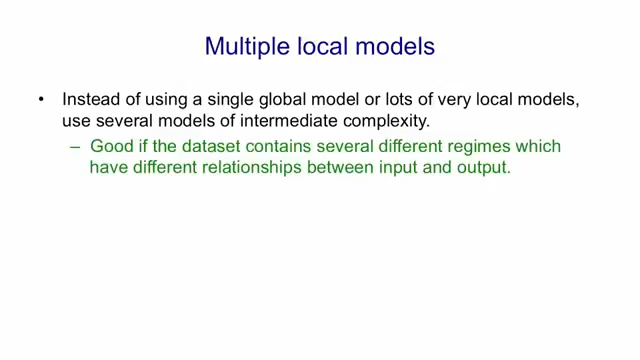 Multiple local models
• Instead of using a single global model or lots of very local models,
use several models of intermediate complexity.
– Good if the dataset contains several different regimes which
have different relationships between input and output.